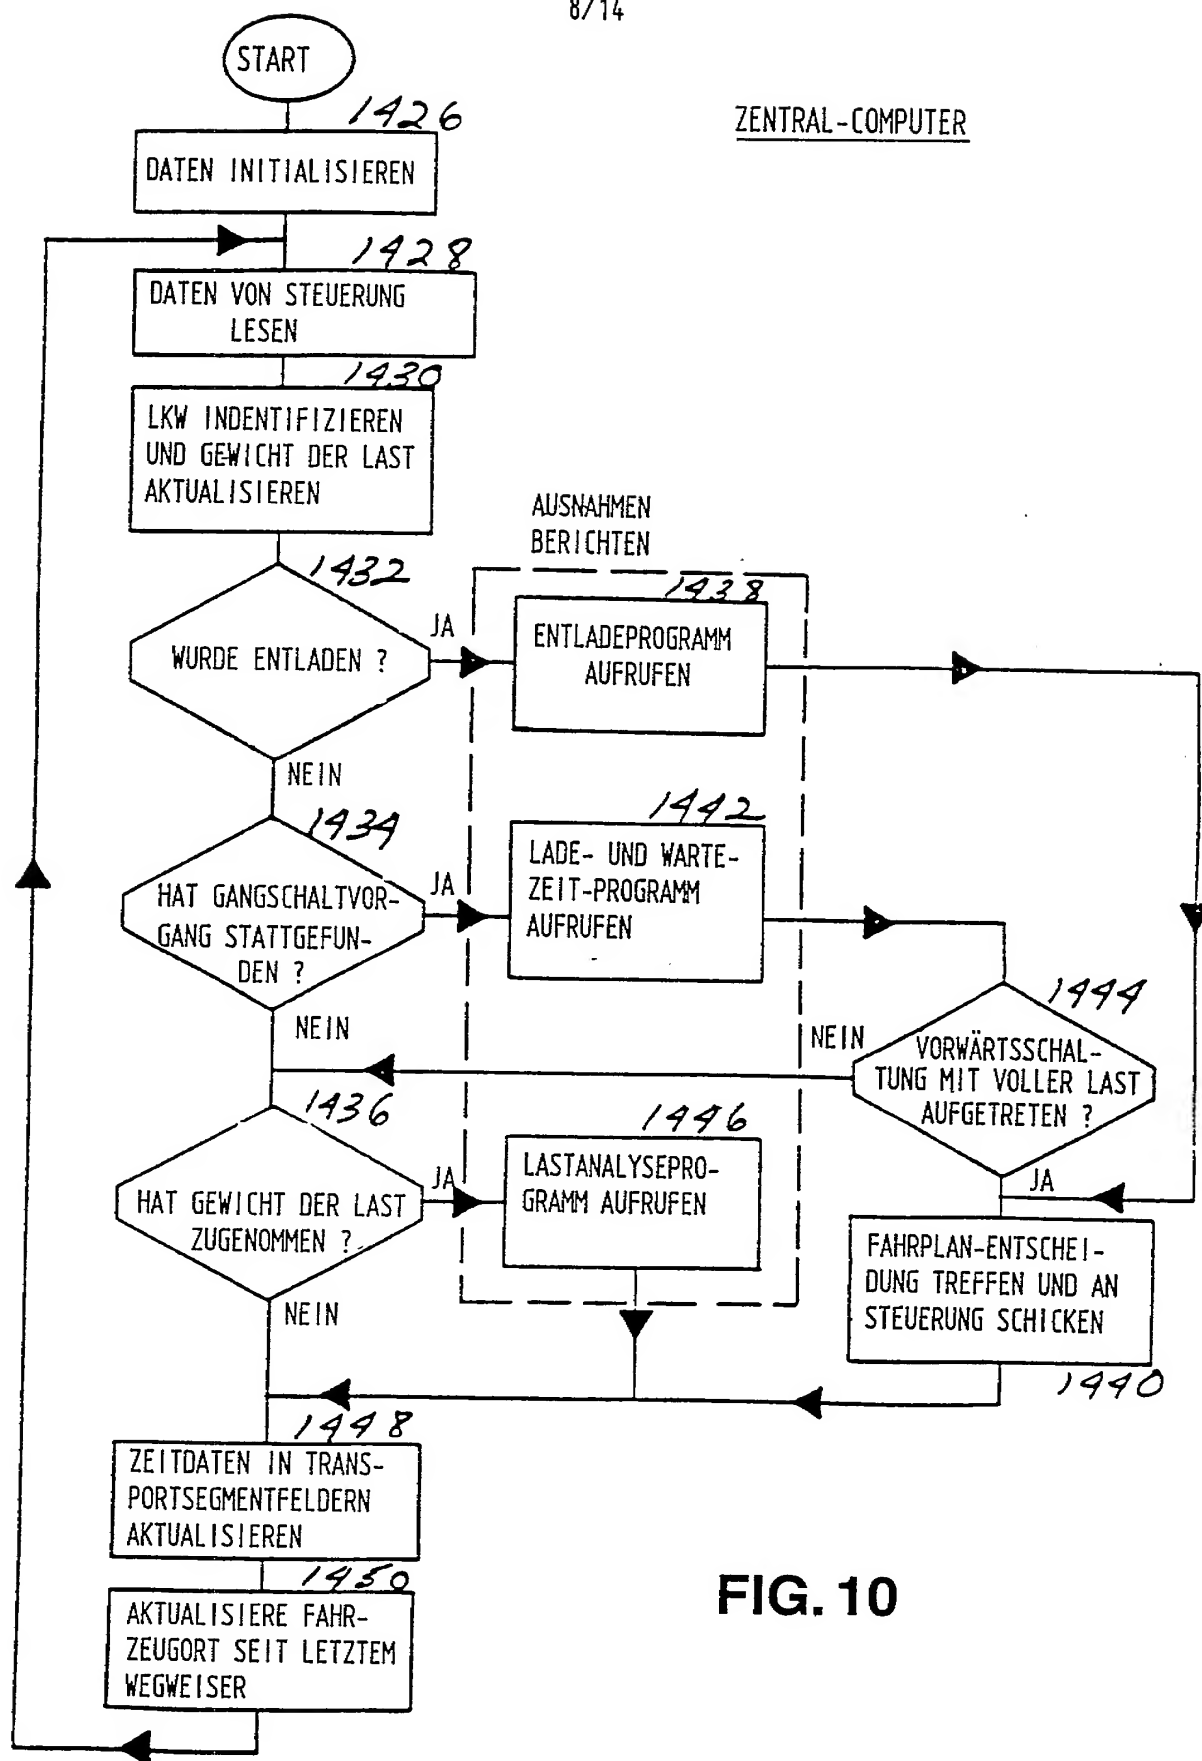 8/14
START
ZENTRAL-COMPUTER
1426
DATEN INITIALISIEREN
1428
DATEN VON STEUERUNG
LESEN
1430
LKW INDENTIFIZIEREN
UND GEWICHT DER LAST
AKTUALISIEREN
AUSNAHMEN
BERICHTEN
1432
WURDE ENTLADEN ?
JA
1438
ENTLADEPROGRAMM
AUFRUFEN
NEIN
1434
HAT GANGSCHALTVOR-
GANG STATTGEFUN-
DEN ?
JA
1442
LADE- UND WARTE-
ZEIT-PROGRAMM
AUFRUFEN
NEIN
1444
VORWÄRTSSCHAL-
TUNG MIT VOLLER LAST
AUFGETRETEN ?
NEIN
JA
1436
HAT GEWICHT DER LAST
ZUGENOMMEN ?
JA
1446
LASTANALYSEPRO-
GRAMM AUFRUFEN
FAHRPLAN-ENTSCHEI-
DUNG TREFFEN UND AN
STEUERUNG SCHICKEN
1440
NEIN
1448
ZEITDATEN IN TRANS-
PORTSEGMENTFELDERN
AKTUALISIEREN
1450
AKTUALISIERE FAHR-
ZEUGORT SEIT LETZTEM
WEGWEISER
FIG. 10